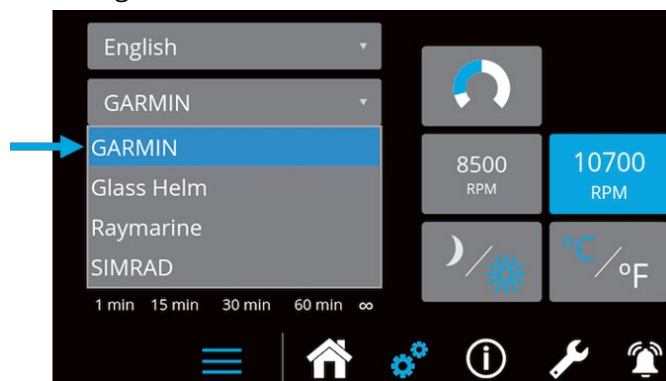 English
GARMIN
GARMIN
Glass Helm
Raymarine
SIMRAD
1 min 15 min 30 min 60 min ∞
8500
RPM
10700
RPM
°C/°F